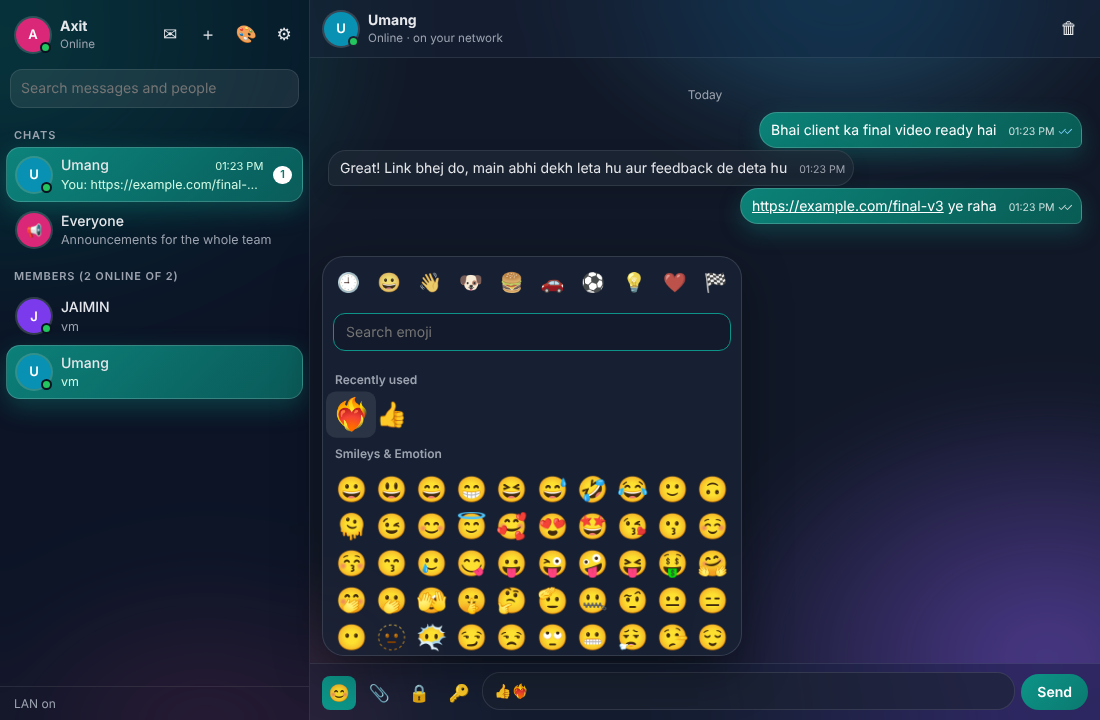 A
Axit
Online
Search messages and people
CHATS
U
Umang
01:23 PM
You: https://example.com/final-...
1
Everyone
Announcements for the whole team
MEMBERS (2 ONLINE OF 2)
J
JAIMIN
vm
U
Umang
vm
LAN on
U
Umang
Online · on your network
Today
Bhai client ka final video ready hai 01:23 PM
Great! Link bhej do, main abhi dekh leta hu aur feedback de deta hu 01:23 PM
https://example.com/final-v3 ye raha 01:23 PM
Search emoji
Recently used
Smileys & Emotion
Send